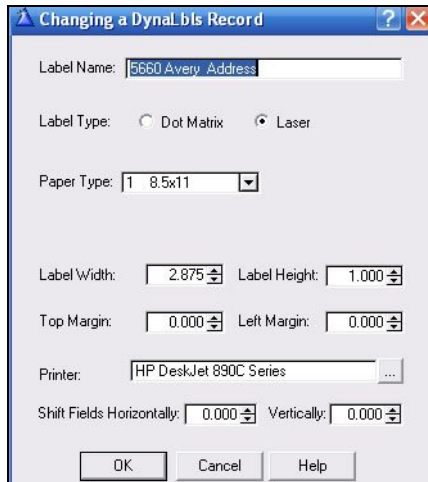 Changing a DynaLbls Record
Label Name: 5660 Avery Address
Label Type: Dot Matrix Laser
Paper Type: 1 8.5x11
Label Width: 2.875 Label Height: 1.000
Top Margin: 0.000 Left Margin: 0.000
Printer: HP DeskJet 890C Series ...
Shift Fields Horizontally: 0.000 Vertically: 0.000
OK Cancel Help